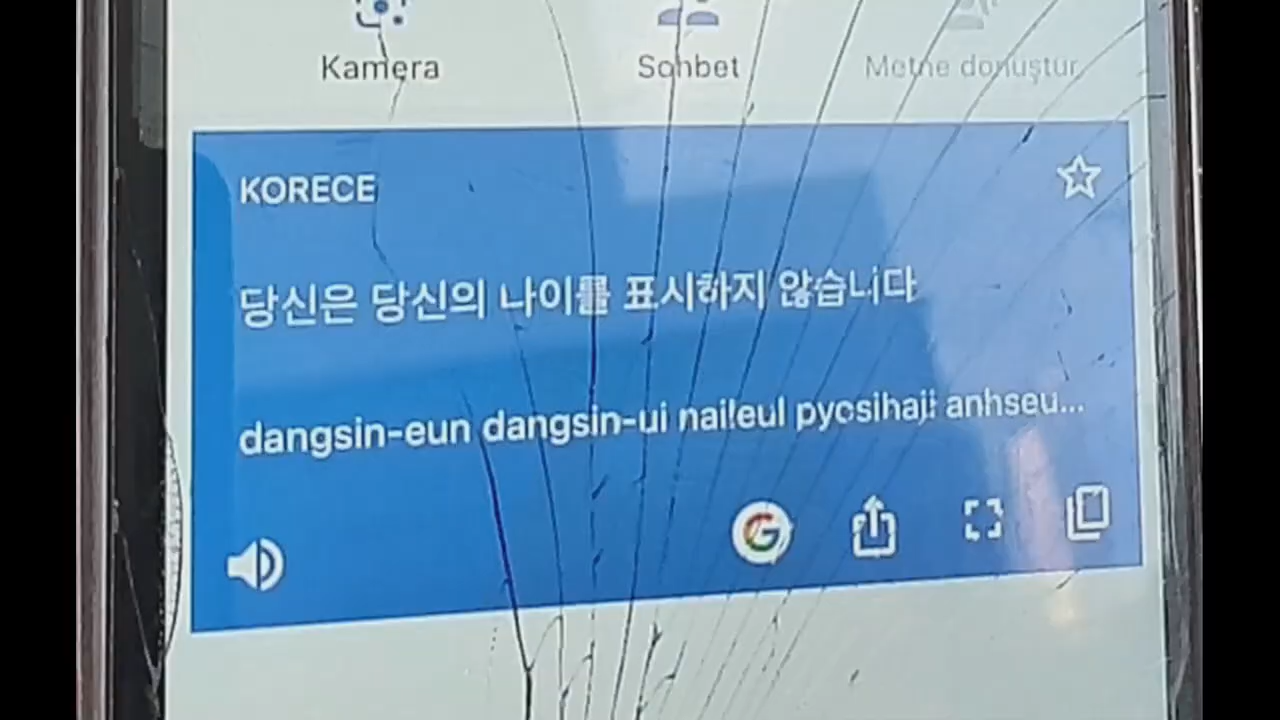 Kamera Sohbet Metne dönüştür
KORECE
당신은 당신의 나이를 표시하지 않습니다
dangsin-eun dangsin-ui naileul pyosihaji anhseu...